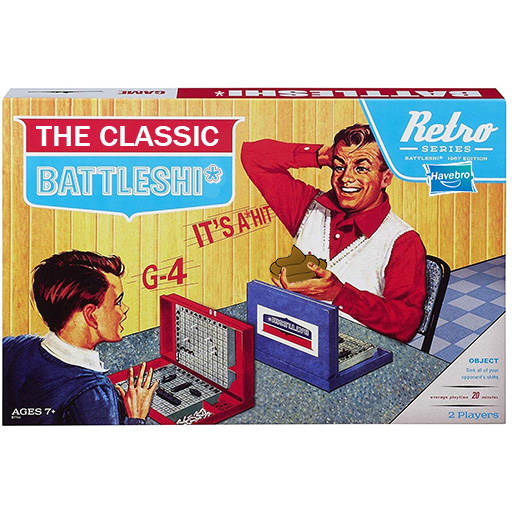 GAME
BATTLESHI*
THE CLASSIC
BATTLESHI*
Retro
SERIES
BATTLESHI* 1967 EDITION
Havebro
IT'S A*HIT
G-4
OBJECT
Sink all of your
opponent's shi*s
average playtime 20 minutes
AGES 7+
2 Players